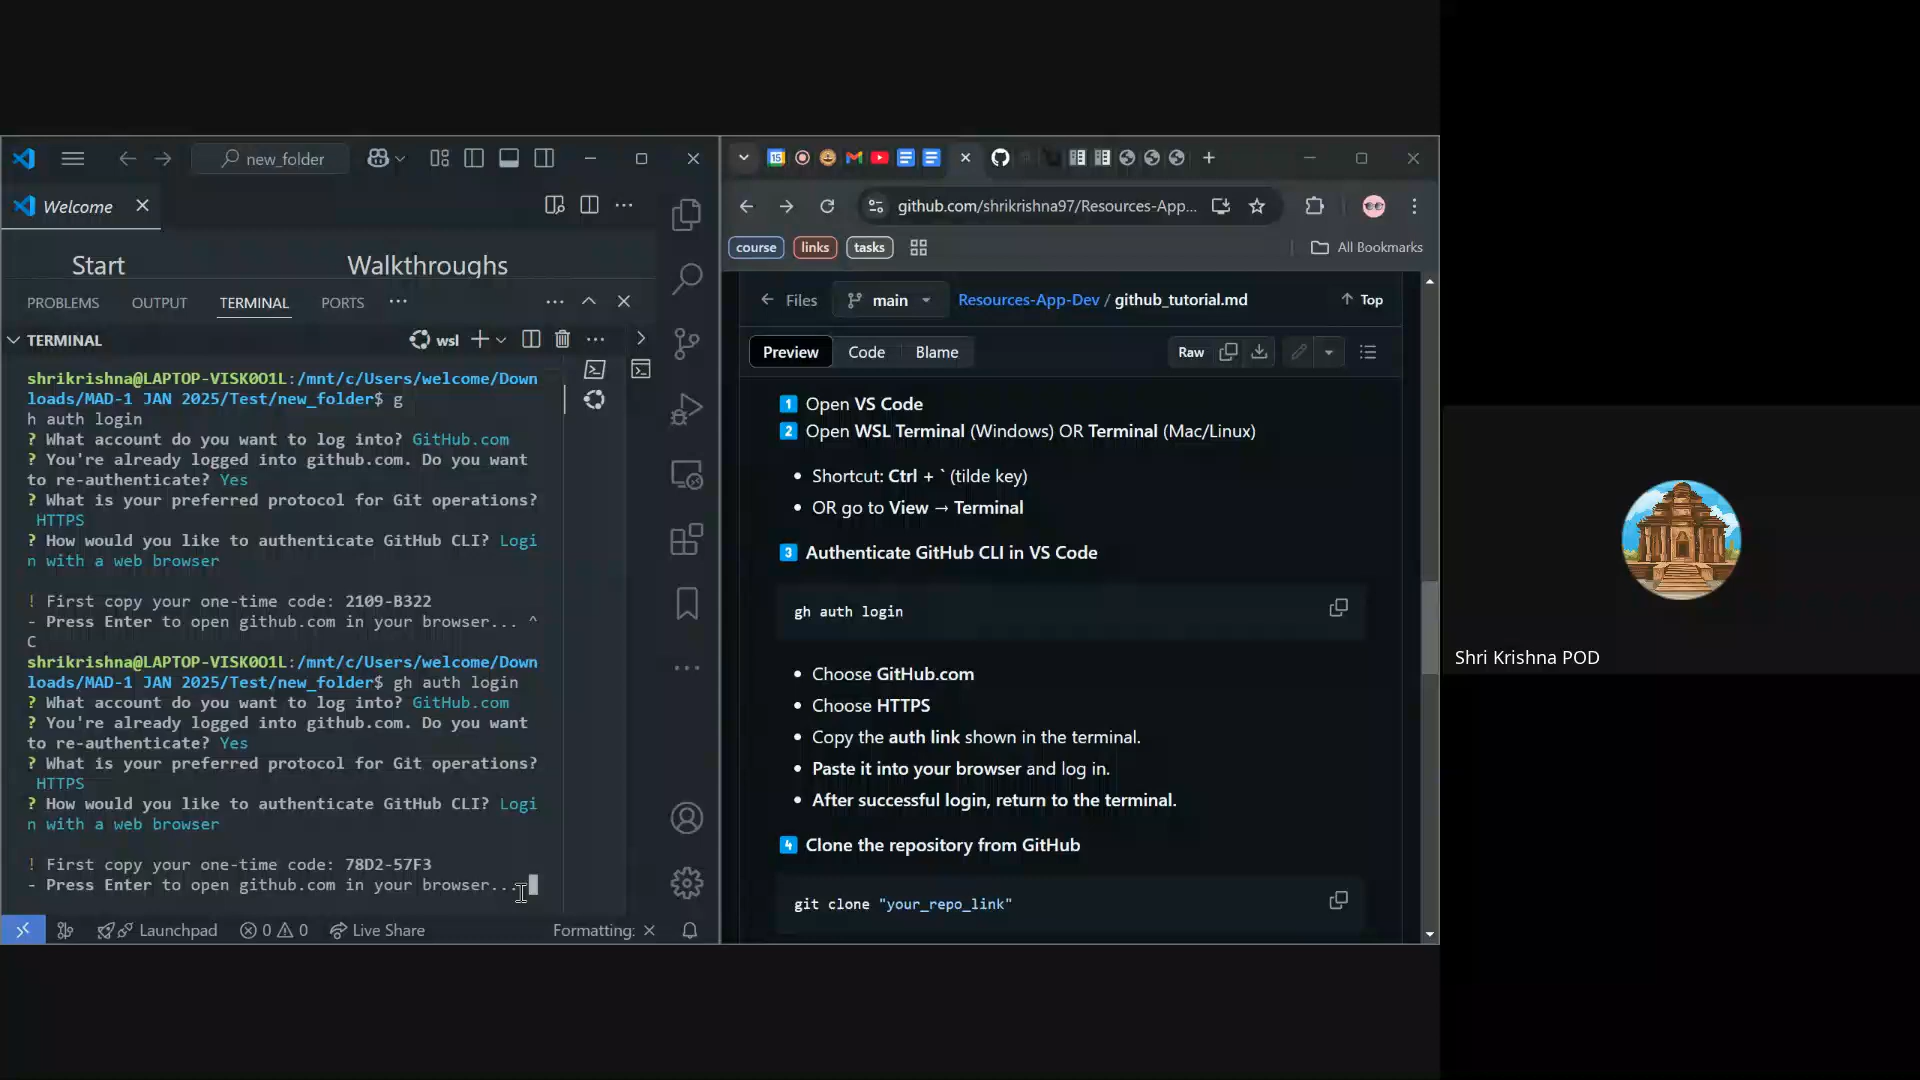 new_folder
Welcome
Start
Walkthroughs
PROBLEMS
OUTPUT
TERMINAL
PORTS
TERMINAL
wsl
shrikrishna@LAPTOP-VISK0O1L:/mnt/c/Users/welcome/Down
loads/MAD-1 JAN 2025/Test/new_folder$ g
h auth login
? What account do you want to log into? GitHub.com
? You're already logged into github.com. Do you want
to re-authenticate? Yes
? What is your preferred protocol for Git operations?
HTTPS
? How would you like to authenticate GitHub CLI? Logi
n with a web browser
! First copy your one-time code: 2109-B322
- Press Enter to open github.com in your browser... ^
C
shrikrishna@LAPTOP-VISK0O1L:/mnt/c/Users/welcome/Down
loads/MAD-1 JAN 2025/Test/new_folder$ gh auth login
? What account do you want to log into? GitHub.com
? You're already logged into github.com. Do you want
to re-authenticate? Yes
? What is your preferred protocol for Git operations?
HTTPS
? How would you like to authenticate GitHub CLI? Logi
n with a web browser
! First copy your one-time code: 78D2-57F3
- Press Enter to open github.com in your browser...
Launchpad
0
0
Live Share
Formatting:
15
github.com/shrikrishna97/Resources-App...
course
links
tasks
All Bookmarks
Files
main
Resources-App-Dev / github_tutorial.md
Top
Preview
Code
Blame
Raw
1 Open VS Code
2 Open WSL Terminal (Windows) OR Terminal (Mac/Linux)
• Shortcut: Ctrl + ` (tilde key)
• OR go to View → Terminal
3 Authenticate GitHub CLI in VS Code
gh auth login
• Choose GitHub.com
• Choose HTTPS
• Copy the auth link shown in the terminal.
• Paste it into your browser and log in.
• After successful login, return to the terminal.
4 Clone the repository from GitHub
git clone "your_repo_link"
Shri Krishna POD